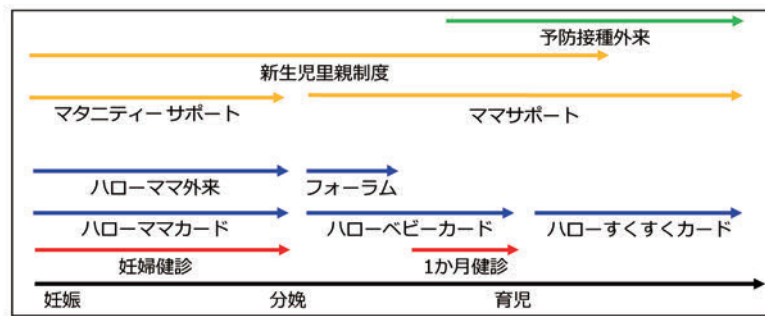 予防接種外来
新生児里親制度
マタニティー サポート
ママサポート
ハローママ外来
フォーラム
ハローママカード
ハローベビーカード
ハローすくすくカード
妊婦健診
1か月健診
妊娠
分娩
育児